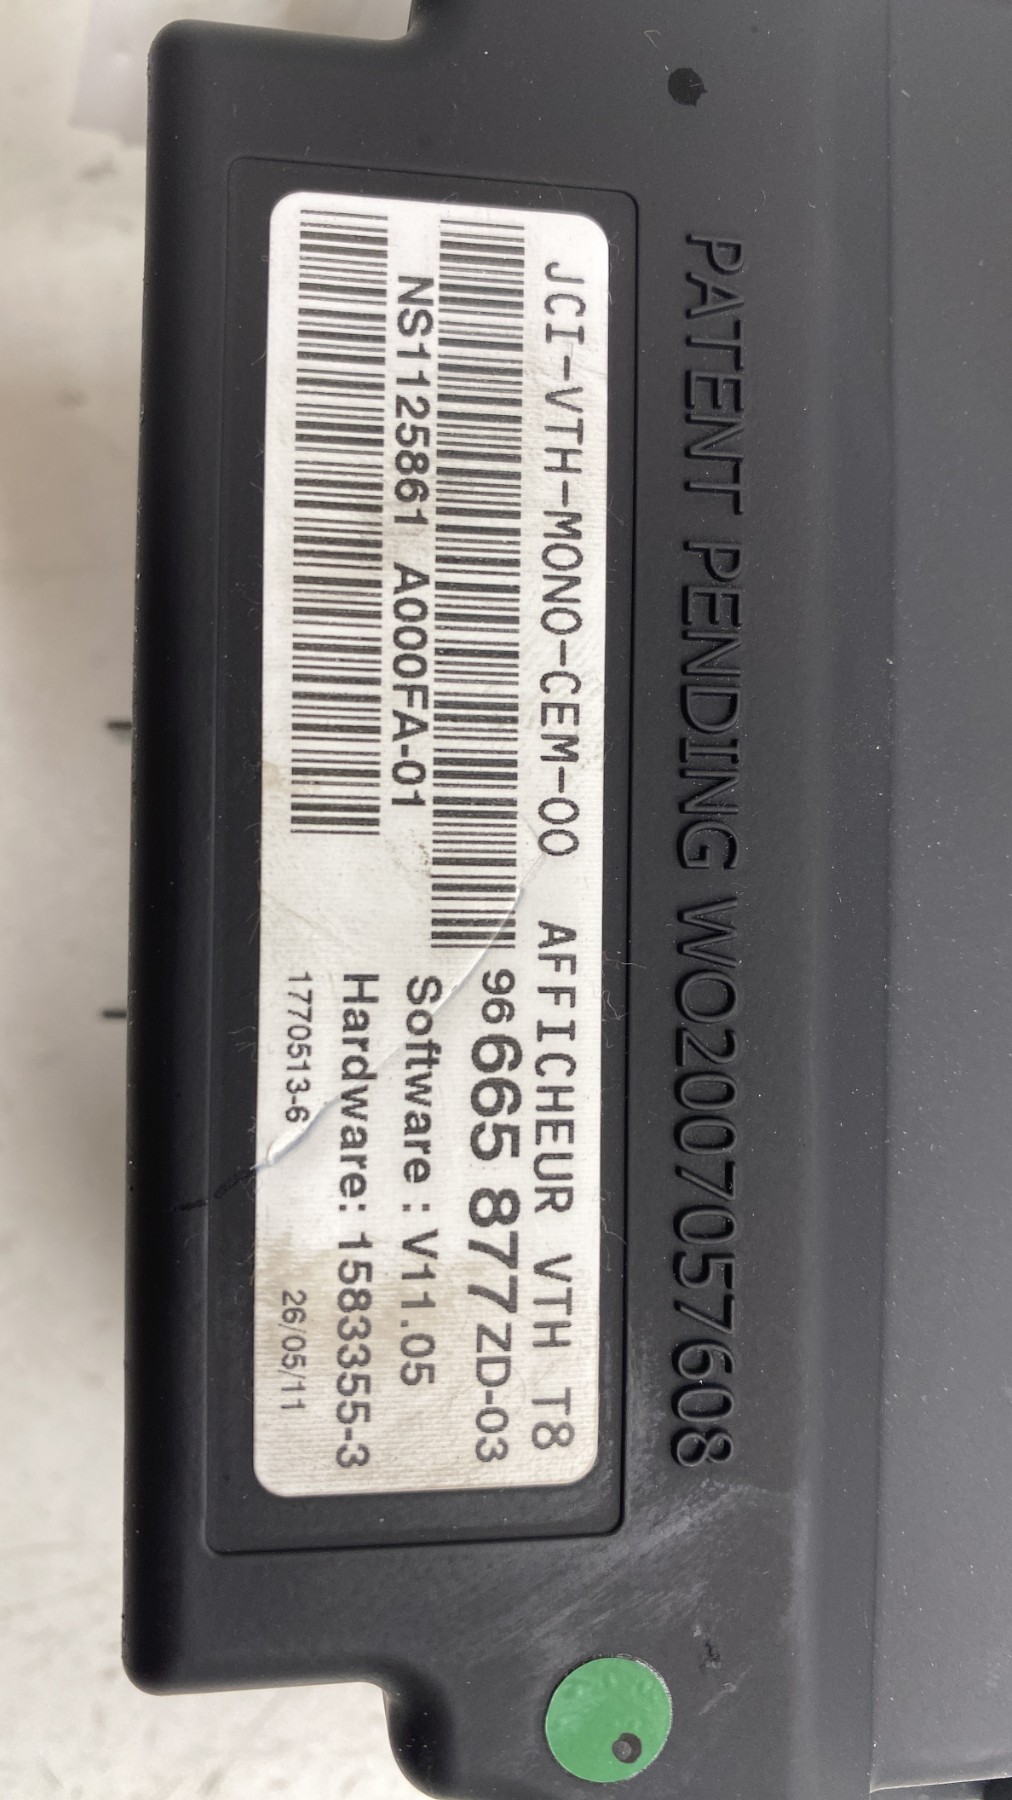 PATENT PENDING WO2007057608
JCI-VTH-MONO-CEM-00 AFFICHEUR VTH T8
96 665 877 ZD-03
NS1125861 A000FA-01
Software : V11.05
Hardware: 1583355-3
1770513-6 26/05/11